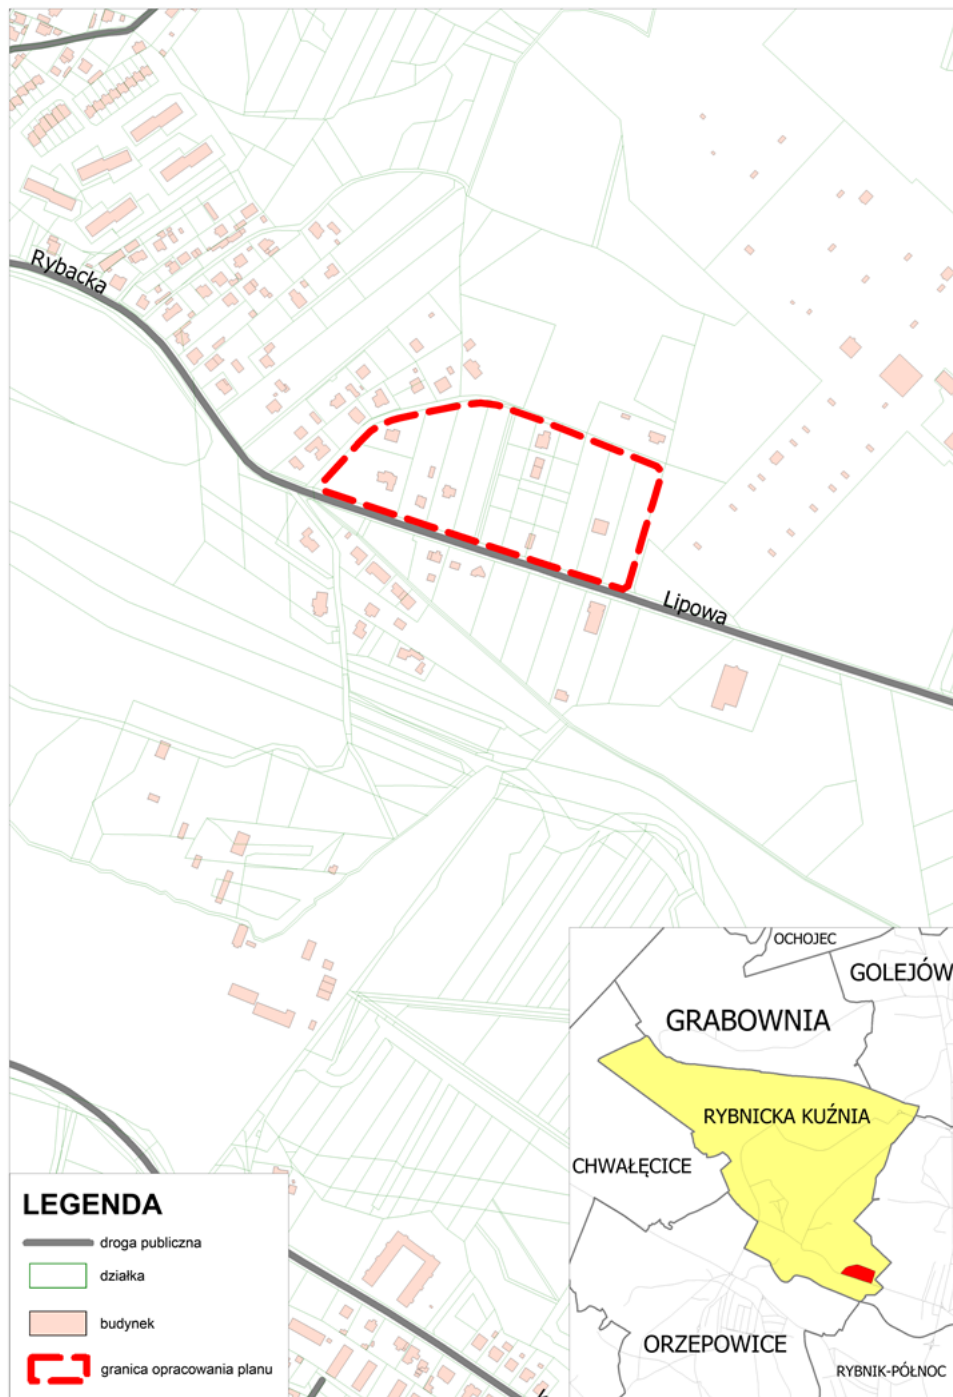 Rybacka
Lipowa
OCHOJEC
GOLEJÓW
GRABOWNIA
RYBNICKA KUŹNIA
CHWAŁĘCICE
ORZEPOWICE
RYBNIK-PÓŁNOC
LEGENDA
droga publiczna
działka
budynek
granica opracowania planu